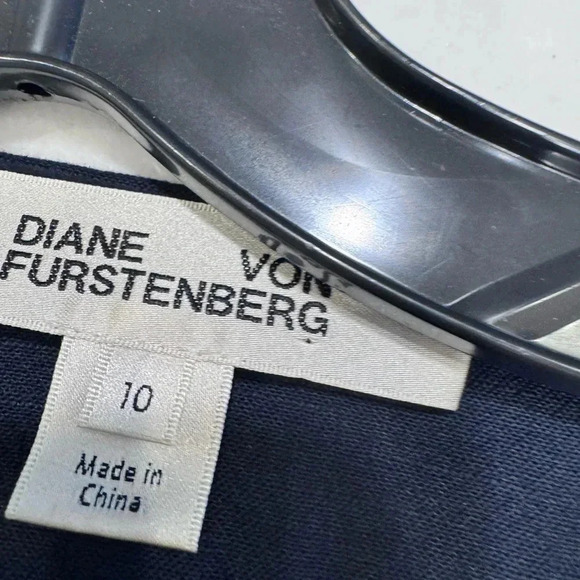 DIANE VON
FURSTENBERG
10
Made in
China